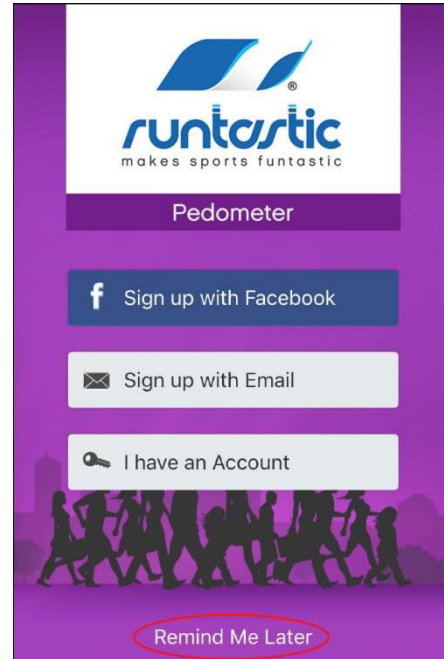 ®
runtastic
makes sports funtastic
Pedometer
f Sign up with Facebook
Sign up with Email
I have an Account
Remind Me Later